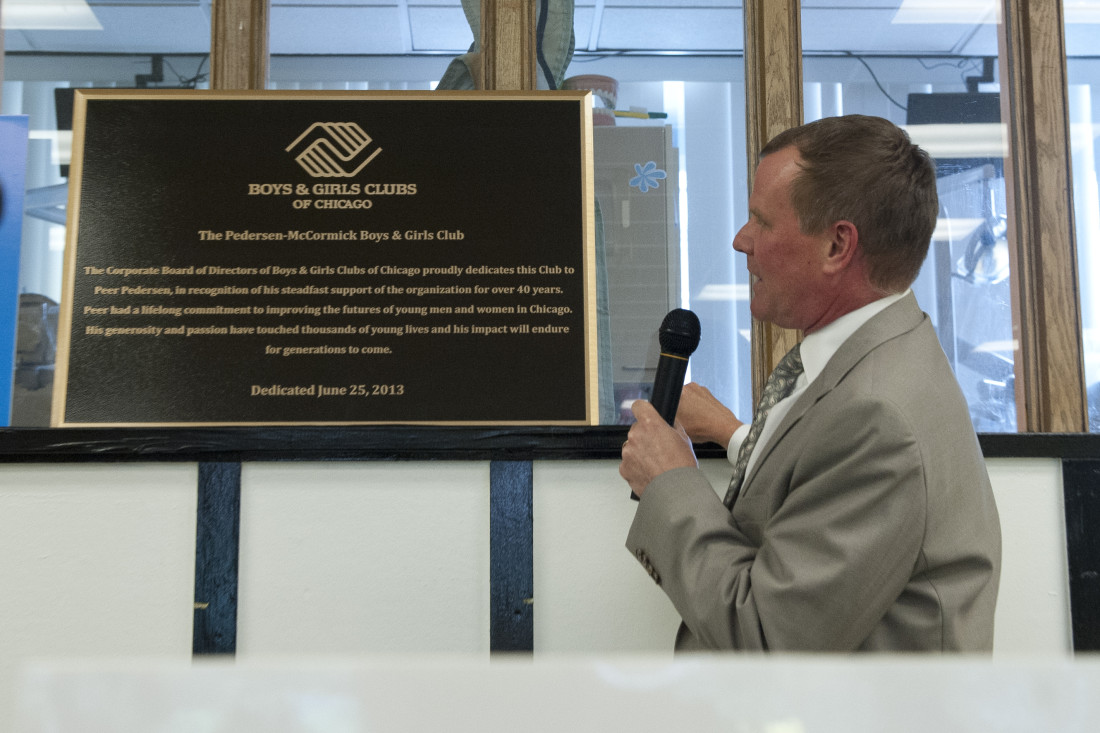 BOYS & GIRLS CLUBS
OF CHICAGO
The Pedersen-McCormick Boys & Girls Club
The Corporate Board of Directors of Boys & Girls Clubs of Chicago proudly dedicates this Club to
Peer Pedersen, in recognition of his steadfast support of the organization for over 40 years.
Peer had a lifelong commitment to improving the futures of young men and women in Chicago.
His generosity and passion have touched thousands of young lives and his impact will endure
for generations to come.
Dedicated June 25, 2013